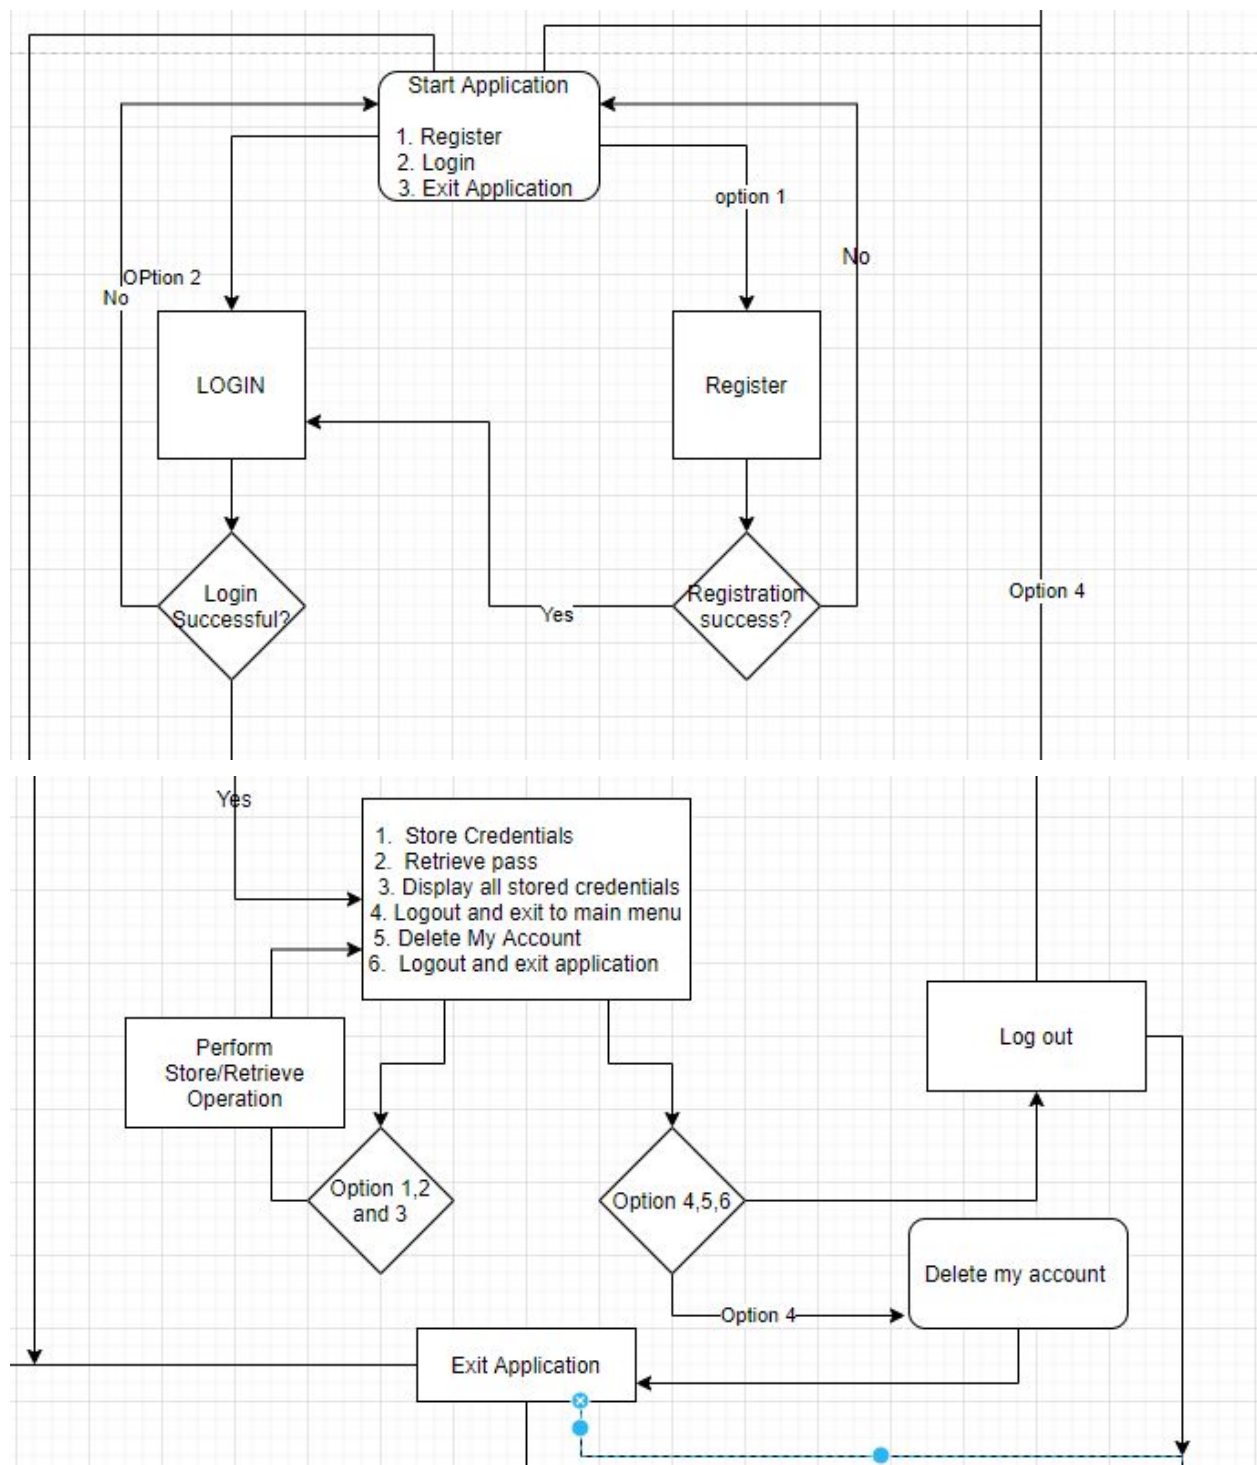 Start Application
1. Register
2. Login
3. Exit Application
option 1
No
OPtion 2
No
LOGIN
Register
Login
Successful?
Registration
success?
Yes
Option 4
Yes
1. Store Credentials
2. Retrieve pass
3. Display all stored credentials
4. Logout and exit to main menu
5. Delete My Account
6. Logout and exit application
Perform
Store/Retrieve
Operation
Log out
Option 1,2
and 3
Option 4,5,6
Delete my account
Option 4
Exit Application